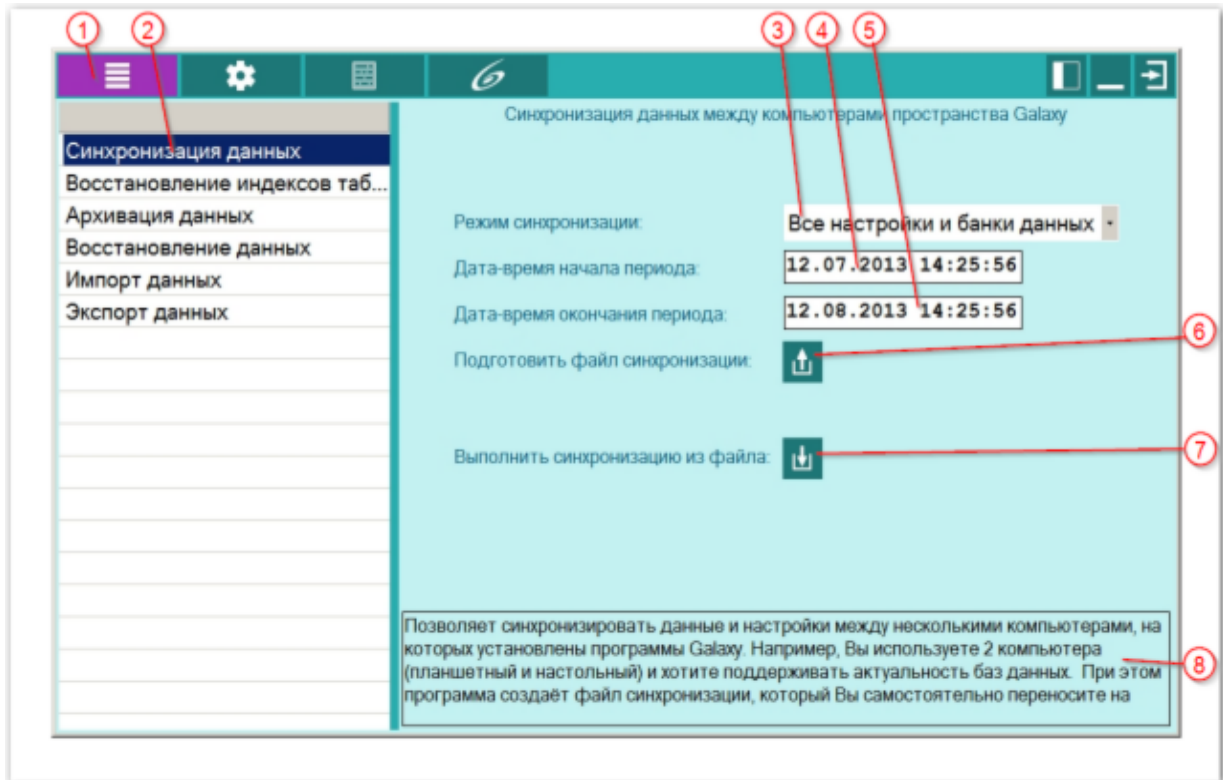 1 2 3 4 5
Синхронизация данных между компьютерами пространства Galaxy
Синхронизация данных
Восстановление индексов таб...
Архивация данных
Восстановление данных
Импорт данных
Экспорт данных
Режим синхронизации: Все настройки и банки данных
Дата-время начала периода: 12.07.2013 14:25:56
Дата-время окончания периода: 12.08.2013 14:25:56
6
Подготовить файл синхронизации:
Выполнить синхронизацию из файла: 7
Позволяет синхронизировать данные и настройки между несколькими компьютерами, на
которых установлены программы Galaxy. Например, Вы используете 2 компьютера
(планшетный и настольный) и хотите поддерживать актуальность баз данных. При этом
программа создаёт файл синхронизации, который Вы самостоятельно переносите на
8